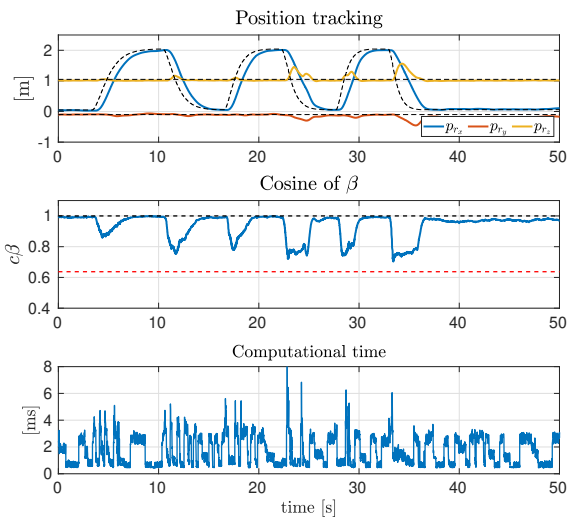 Position tracking
[m]
2
1
0
-1
p_{r_x} p_{r_y} p_{r_z}
0 10 20 30 40 50
Cosine of β
cβ
1
0.8
0.6
0.4
0 10 20 30 40 50
Computational time
[ms]
8
6
4
2
0
0 10 20 30 40 50
time [s]